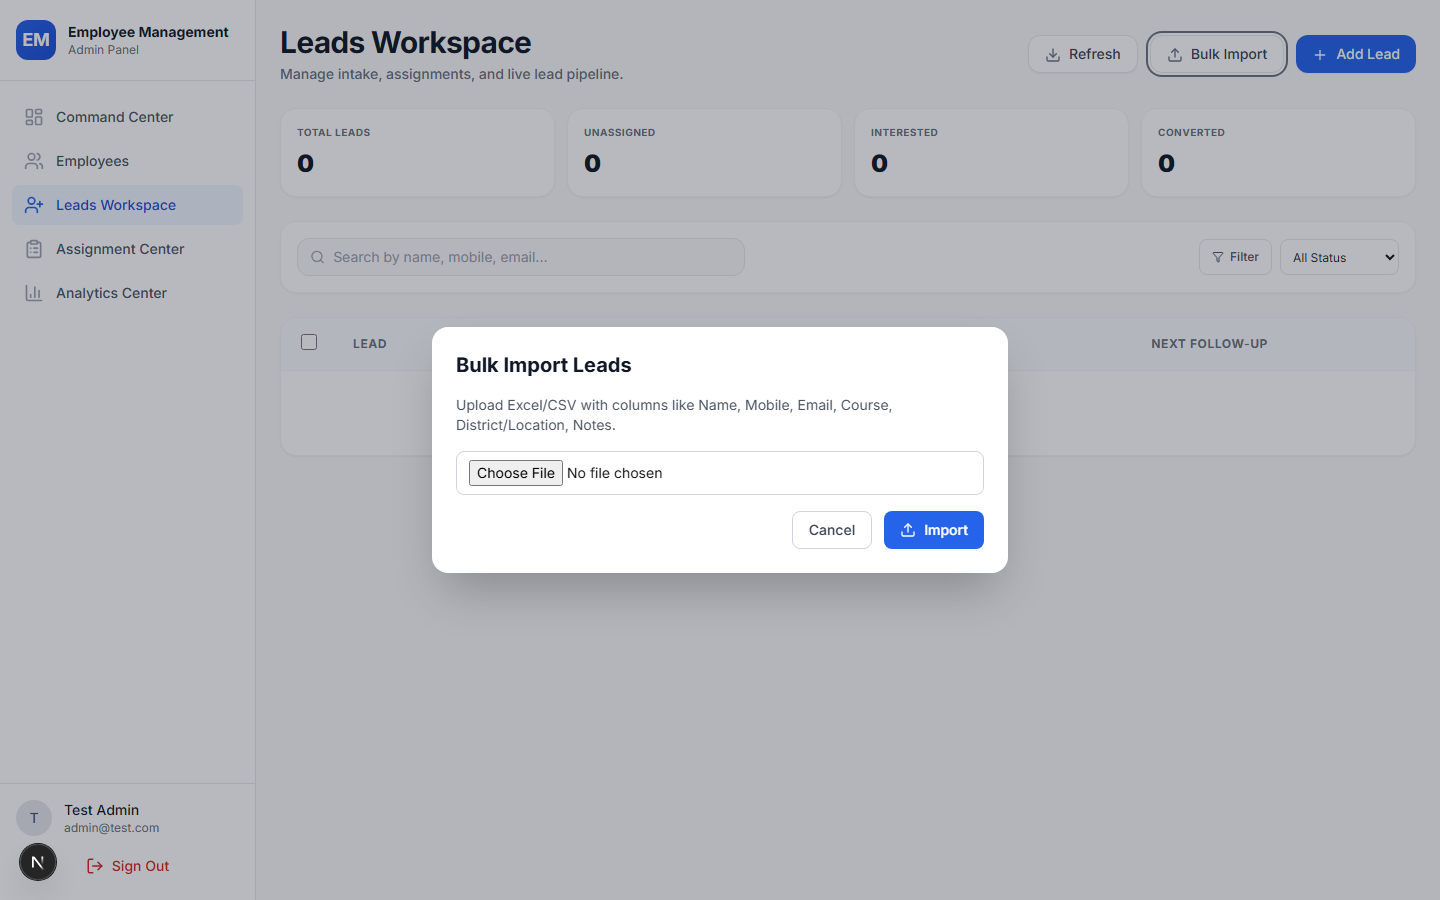 EM
Employee Management
Admin Panel
Command Center
Employees
Leads Workspace
Assignment Center
Analytics Center
Test Admin
T
admin@test.com
N
Sign Out
Leads Workspace
Manage intake, assignments, and live lead pipeline.
Refresh
Bulk Import
Add Lead
TOTAL LEADS
0
UNASSIGNED
0
INTERESTED
0
CONVERTED
0
Search by name, mobile, email...
Filter
All Status
LEAD
NEXT FOLLOW-UP
Bulk Import Leads
Upload Excel/CSV with columns like Name, Mobile, Email, Course,
District/Location, Notes.
Choose File No file chosen
Cancel
Import